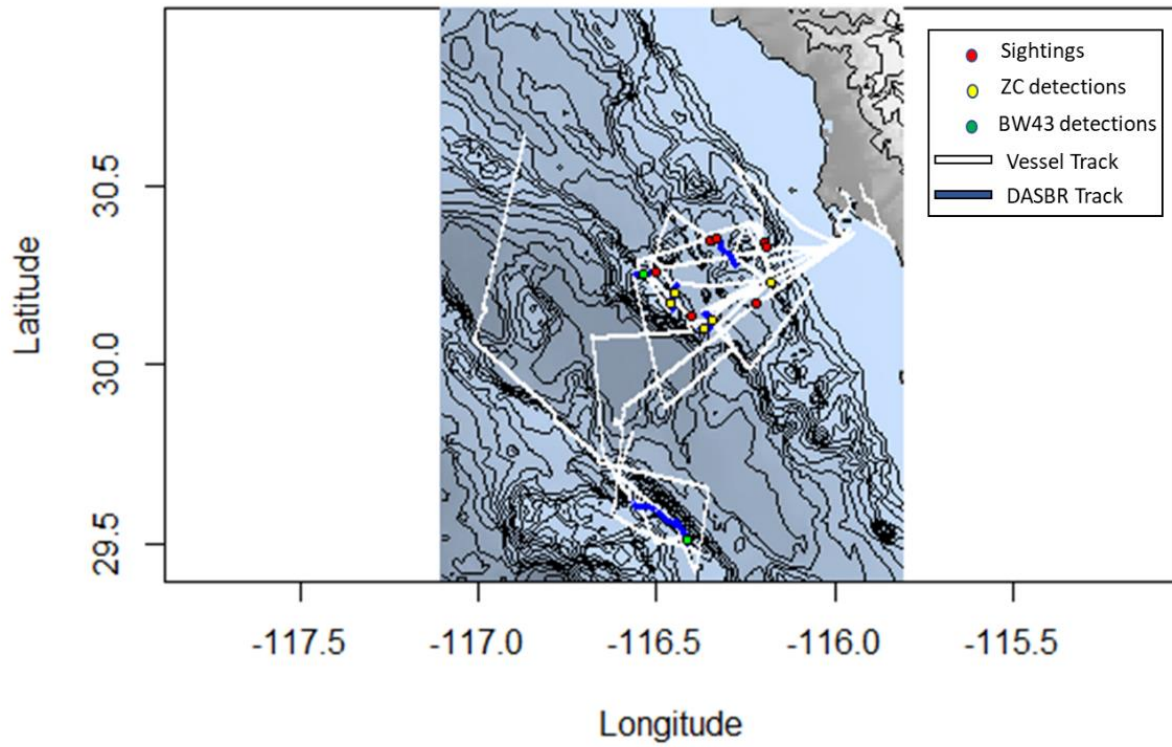 Sightings
ZC detections
BW43 detections
Vessel Track
DASBR Track
Latitude
30.5
30.0
29.5
-117.5 -117.0 -116.5 -116.0 -115.5
Longitude